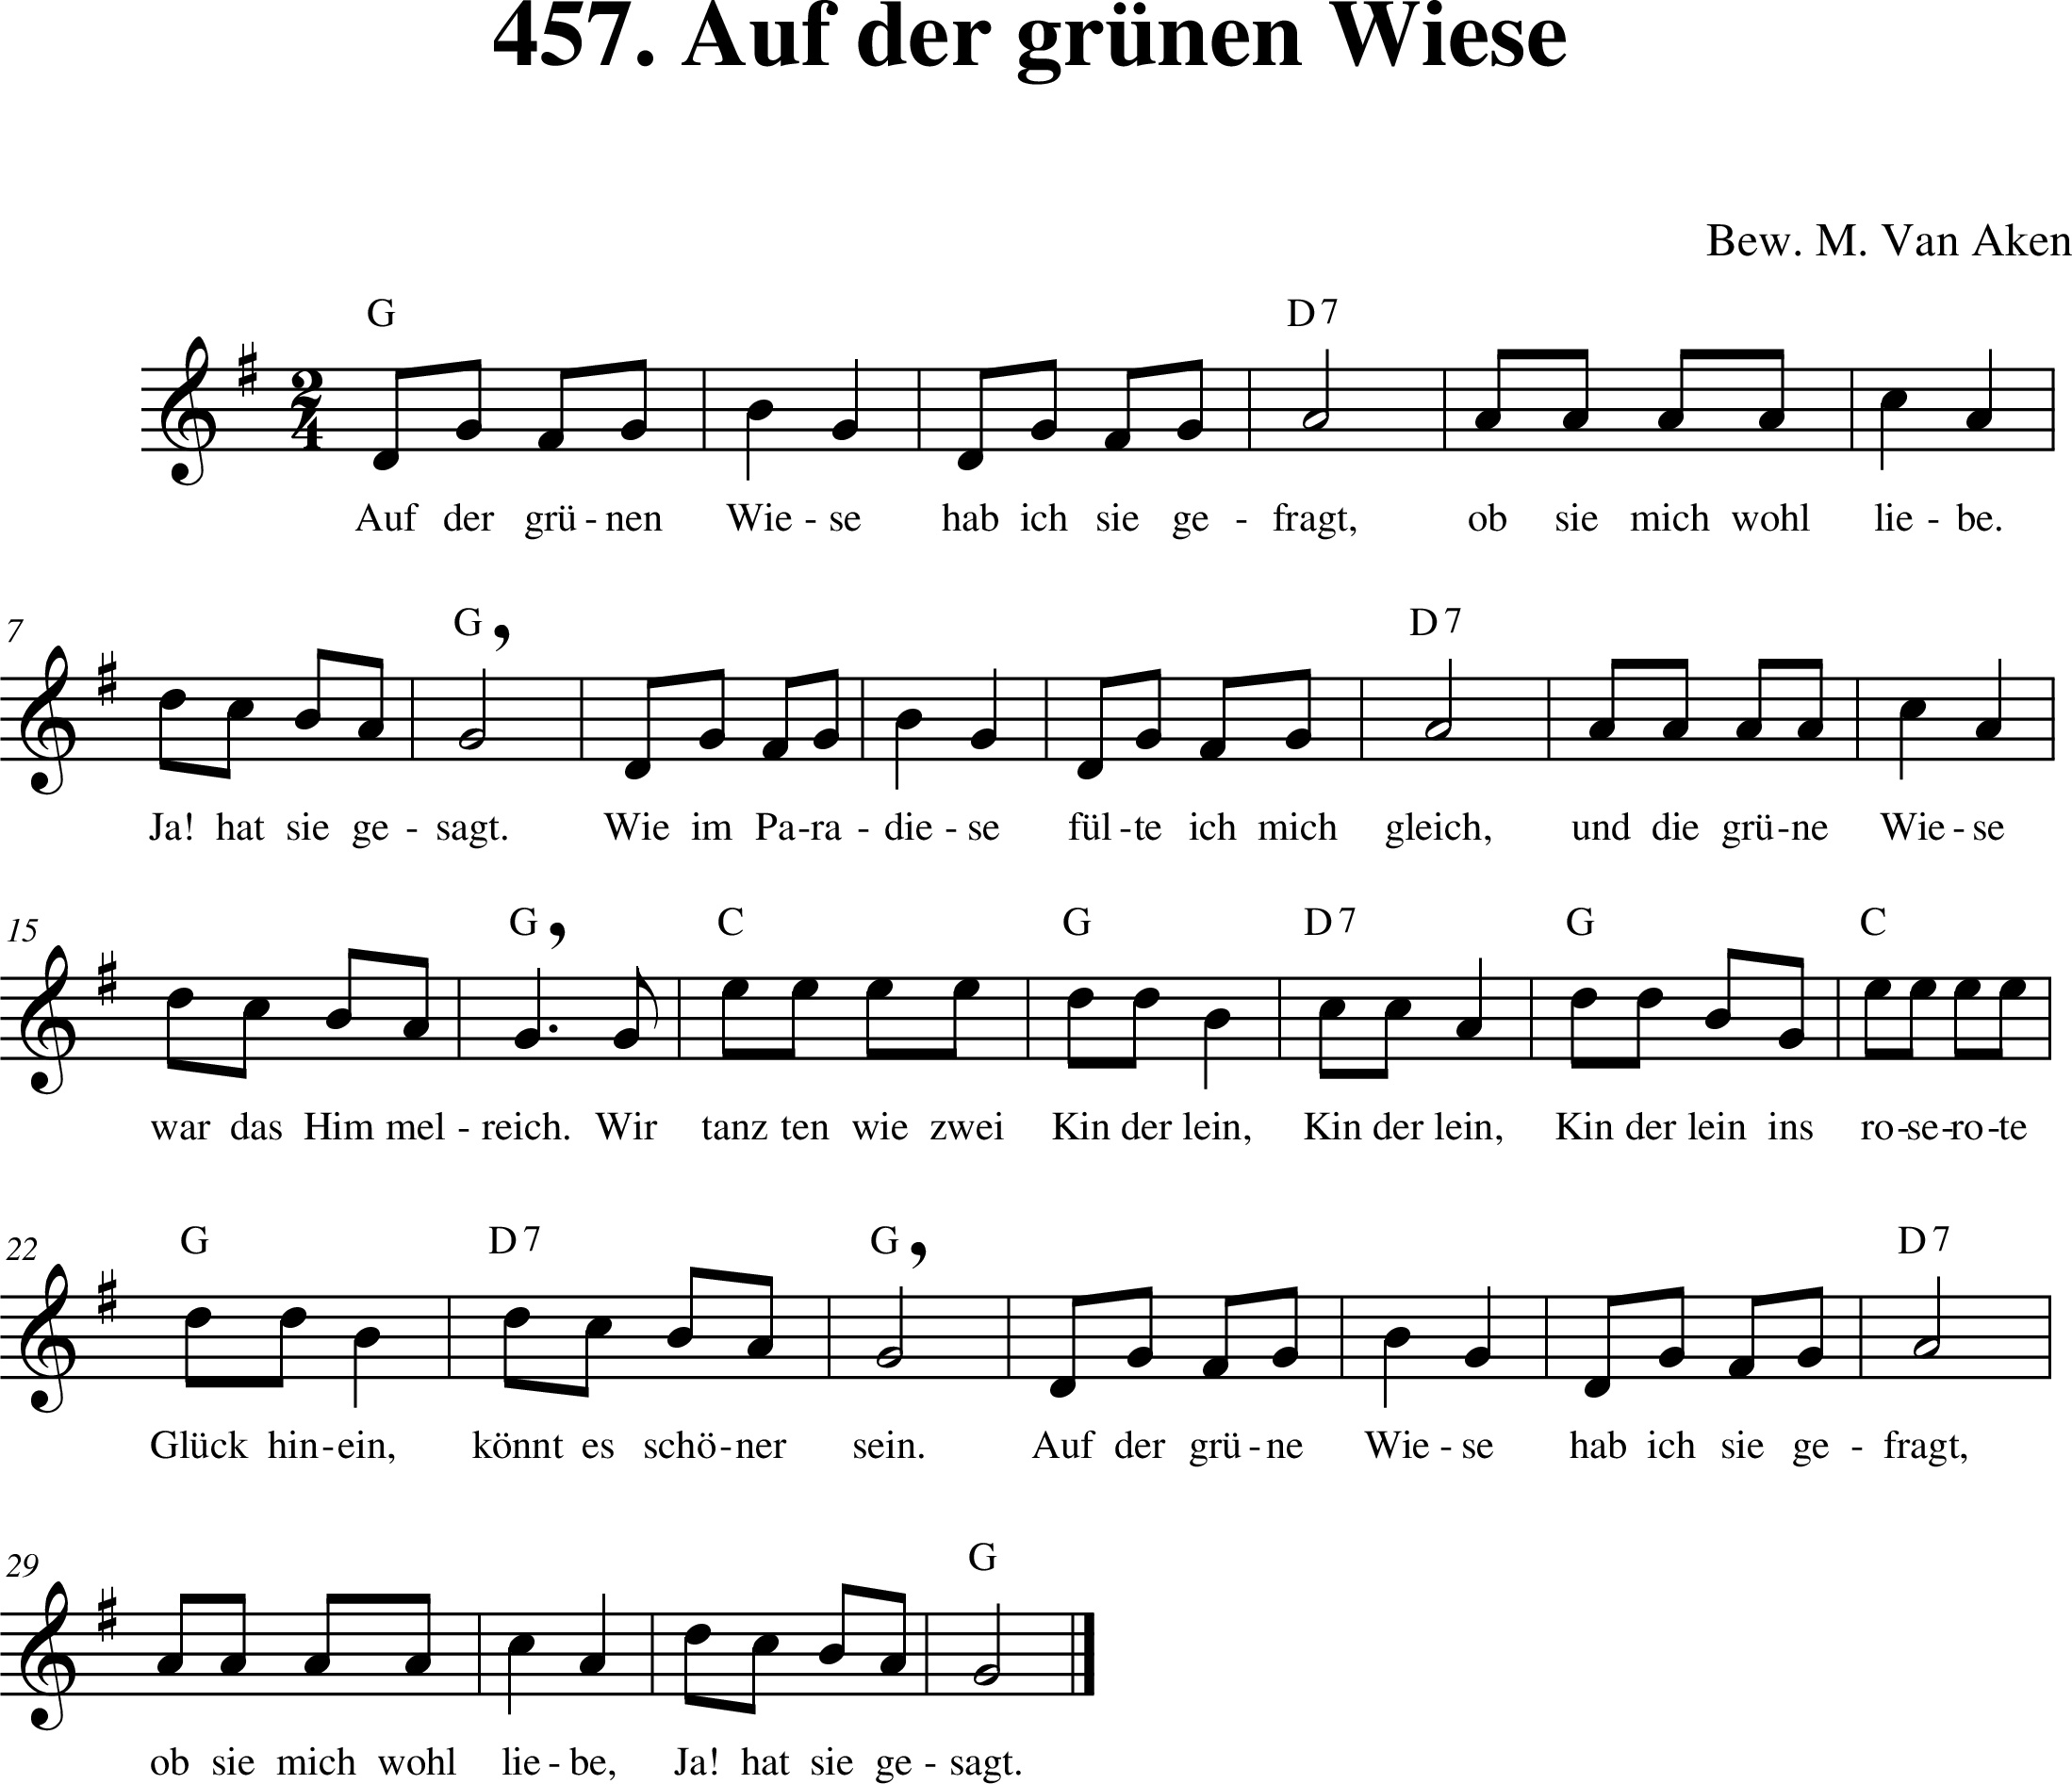 457. Auf der grünen Wiese
Bew. M. Van Aken
G D7
Auf der grü - nen Wie - se hab ich sie ge - fragt, ob sie mich wohl lie - be.
7 G D7
Ja! hat sie ge - sagt. Wie im Pa - ra - die - se fül - te ich mich gleich, und die grü - ne Wie - se
15 G C G D7 G C
war das Him mel - reich. Wir tanz ten wie zwei Kin der lein, Kin der lein, Kin der lein ins ro - se - ro - te
22 G D7 G D7
Glück hin - ein, könnt es schö - ner sein. Auf der grü - ne Wie - se hab ich sie ge - fragt,
29 G
ob sie mich wohl lie - be, Ja! hat sie ge - sagt.